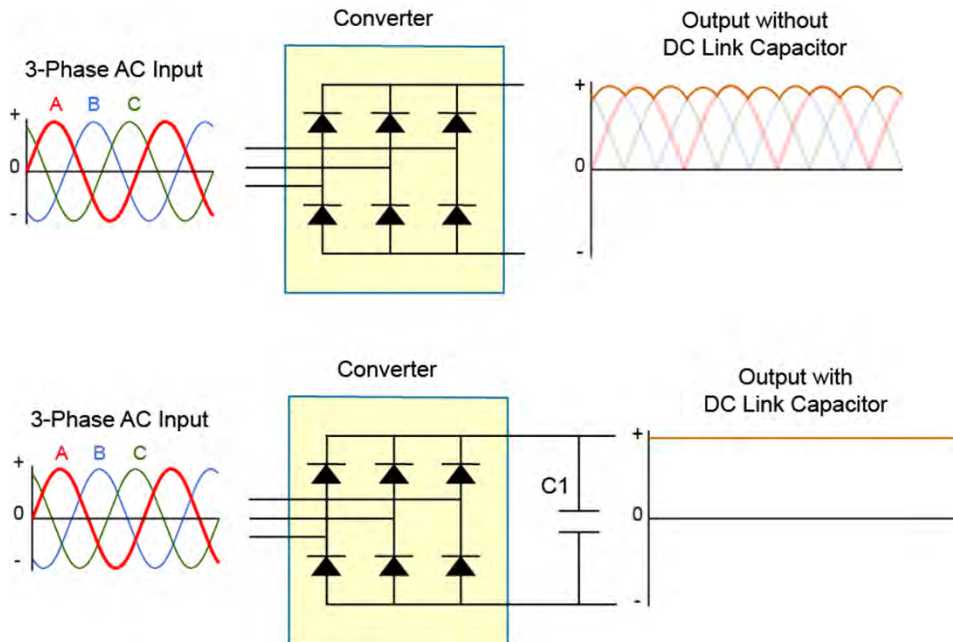 Converter
Output without
DC Link Capacitor
3-Phase AC Input
A B C
+
0
-
+
0
-
Converter
Output with
DC Link Capacitor
3-Phase AC Input
A B C
+
0
-
C1
+
0
-